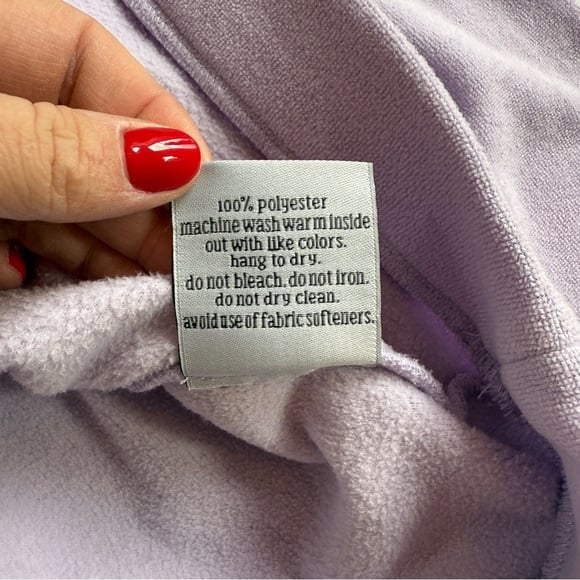 100% polyester
machine wash warm inside
out with like colors.
hang to dry.
do not bleach. do not iron.
do not dry clean.
avoid use of fabric softeners.